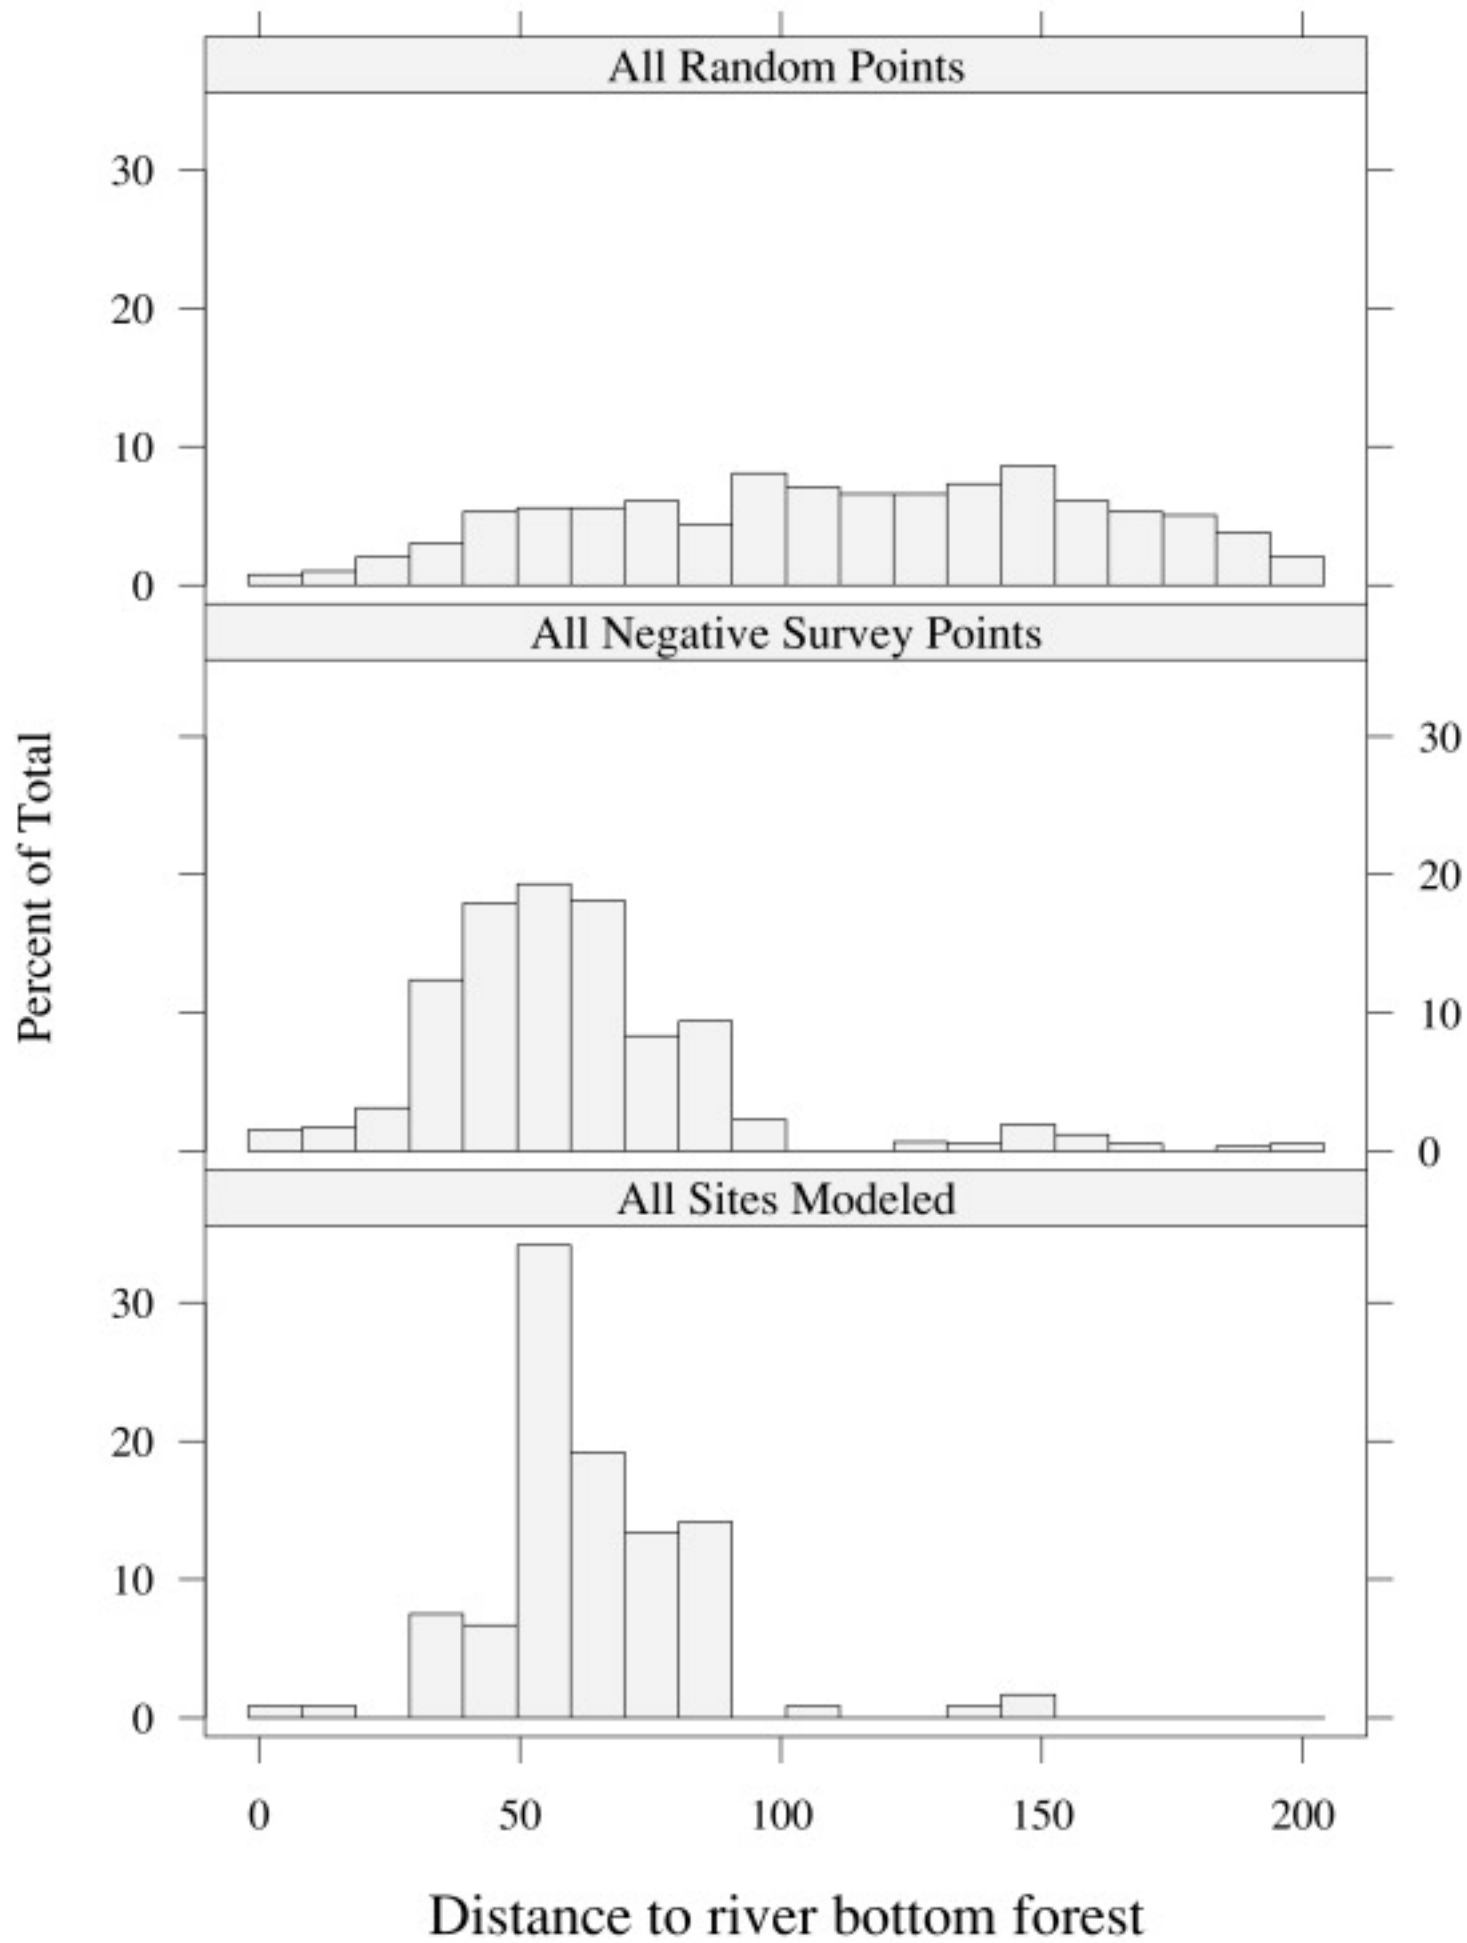 All Random Points
30
20
10
0
All Negative Survey Points
30
20
10
0
All Sites Modeled
30
20
10
0
0 50 100 150 200
Distance to river bottom forest
Percent of Total